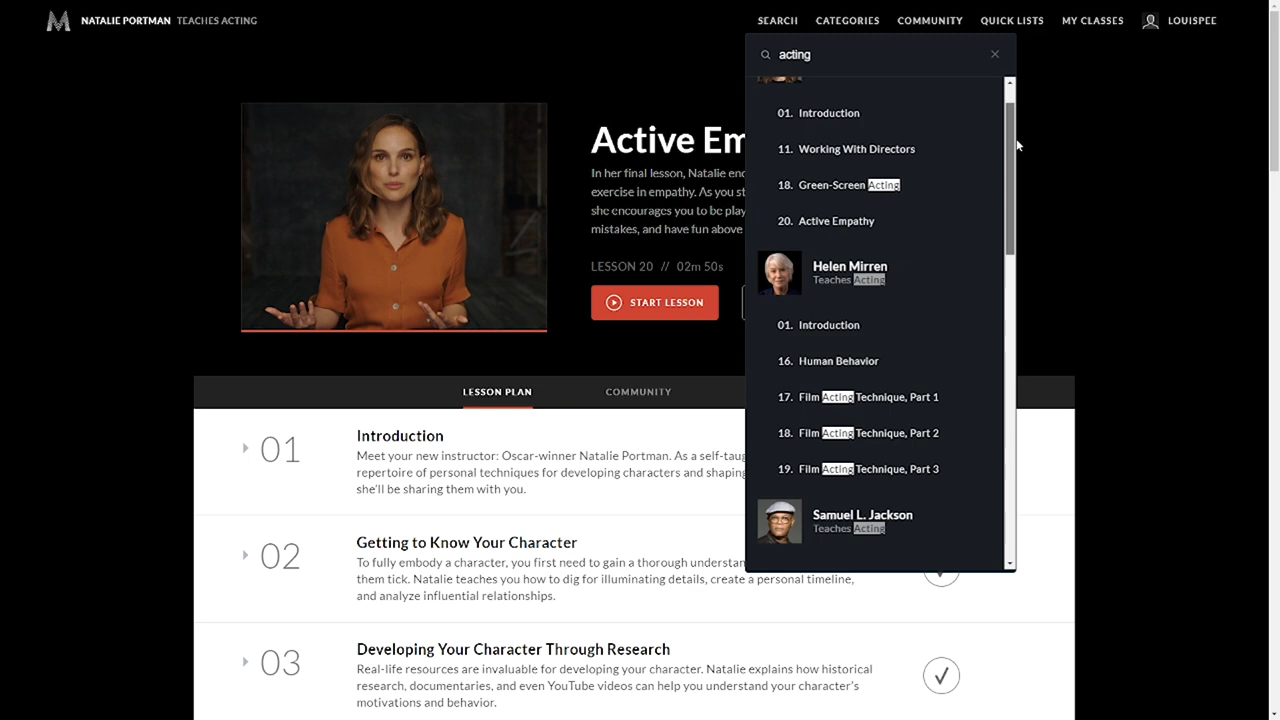 NATALIE PORTMAN TEACHES ACTING
SEARCH
CATEGORIES
COMMUNITY
QUICK LISTS
MY CLASSES
LOUISPEE
acting
01. Introduction
11. Working With Directors
18. Green-Screen Acting
20. Active Empathy
Helen Mirren
Teaches Acting
01. Introduction
16. Human Behavior
17. Film Acting Technique, Part 1
18. Film Acting Technique, Part 2
19. Film Acting Technique, Part 3
Samuel L. Jackson
Teaches Acting
Active Em
In her final lesson, Natalie enc
exercise in empathy. As you st
she encourages you to be play
mistakes, and have fun above
LESSON 20 // 02m 50s
START LESSON
LESSON PLAN
COMMUNITY
01
Introduction
Meet your new instructor: Oscar-winner Natalie Portman. As a self-taug
repertoire of personal techniques for developing characters and shaping
she'll be sharing them with you.
02
Getting to Know Your Character
To fully embody a character, you first need to gain a thorough understan
them tick. Natalie teaches you how to dig for illuminating details, create a personal timeline,
and analyze influential relationships.
03
Developing Your Character Through Research
Real-life resources are invaluable for developing your character. Natalie explains how historical
research, documentaries, and even YouTube videos can help you understand your character's
motivations and behavior.